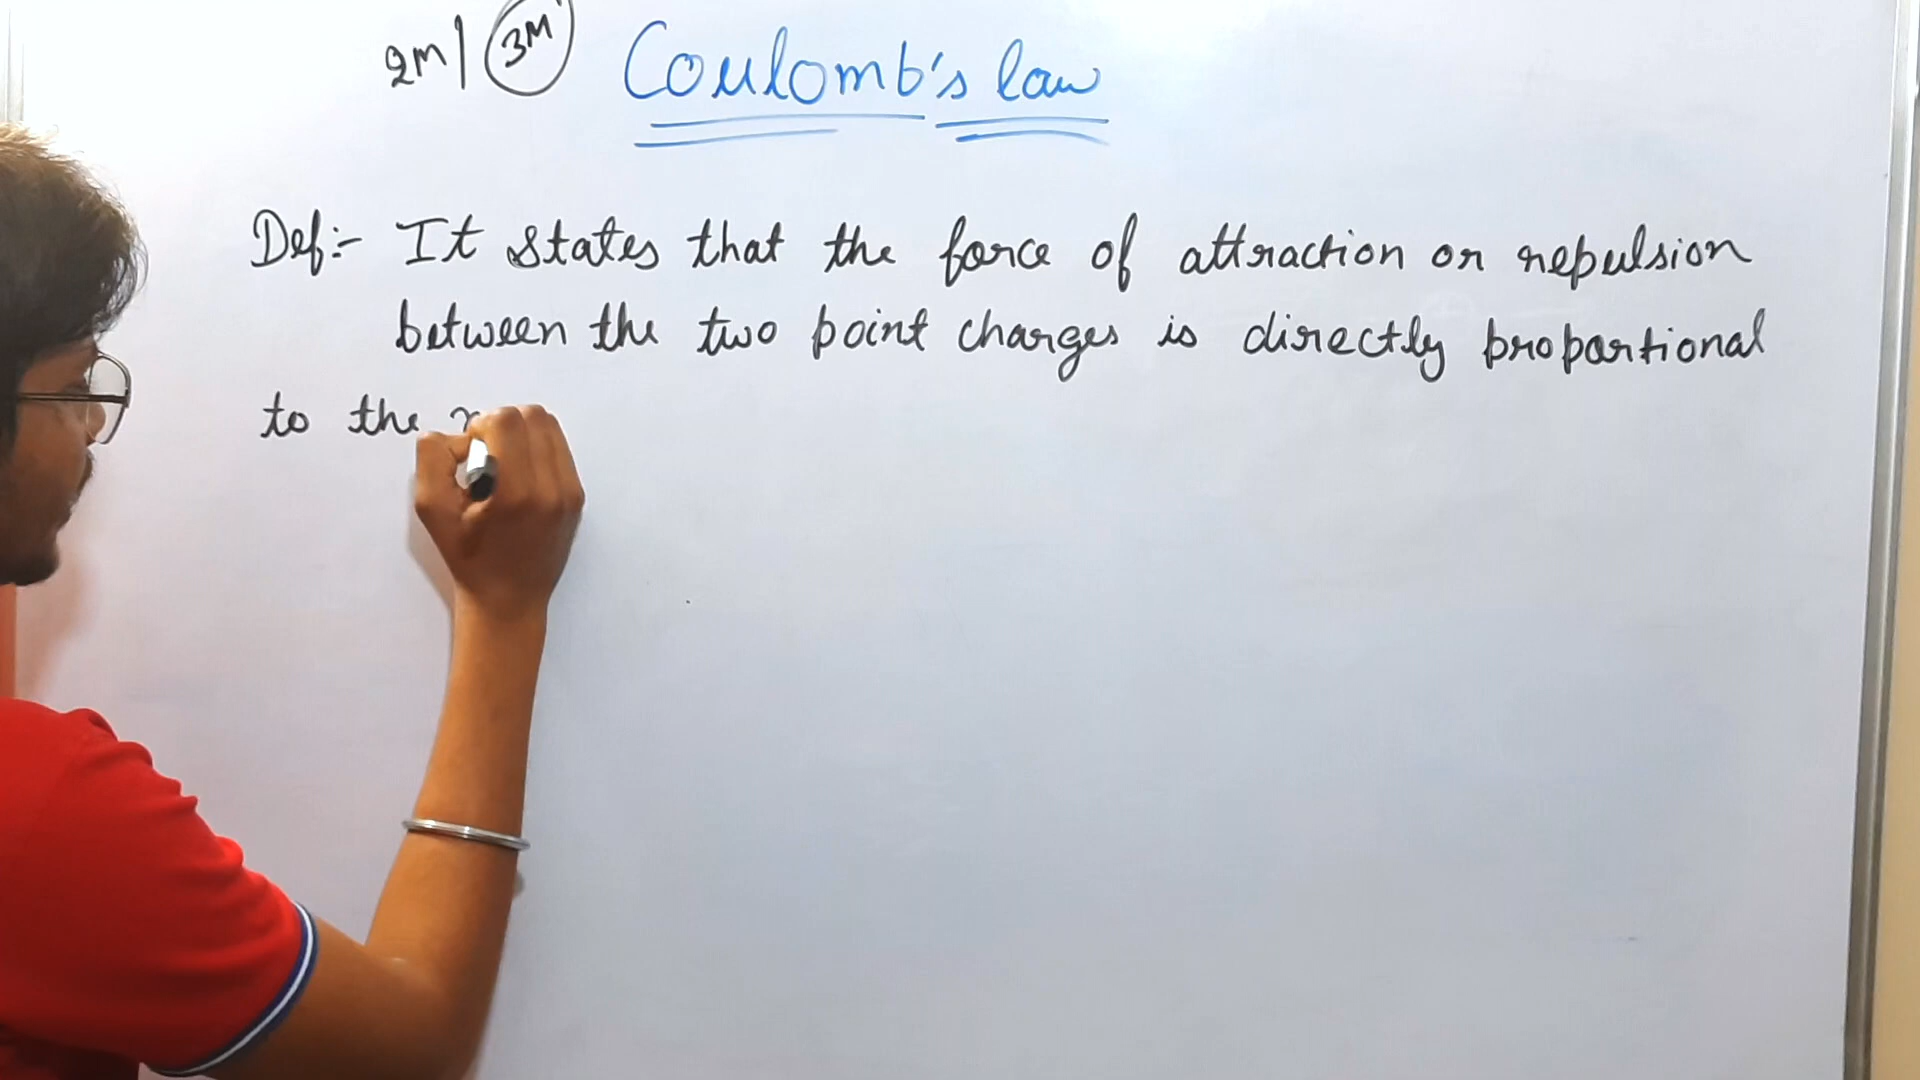 2M | 3M Coulomb's law
Def:- It states that the force of attraction or repulsion
between the two point charges is directly proportional
to the